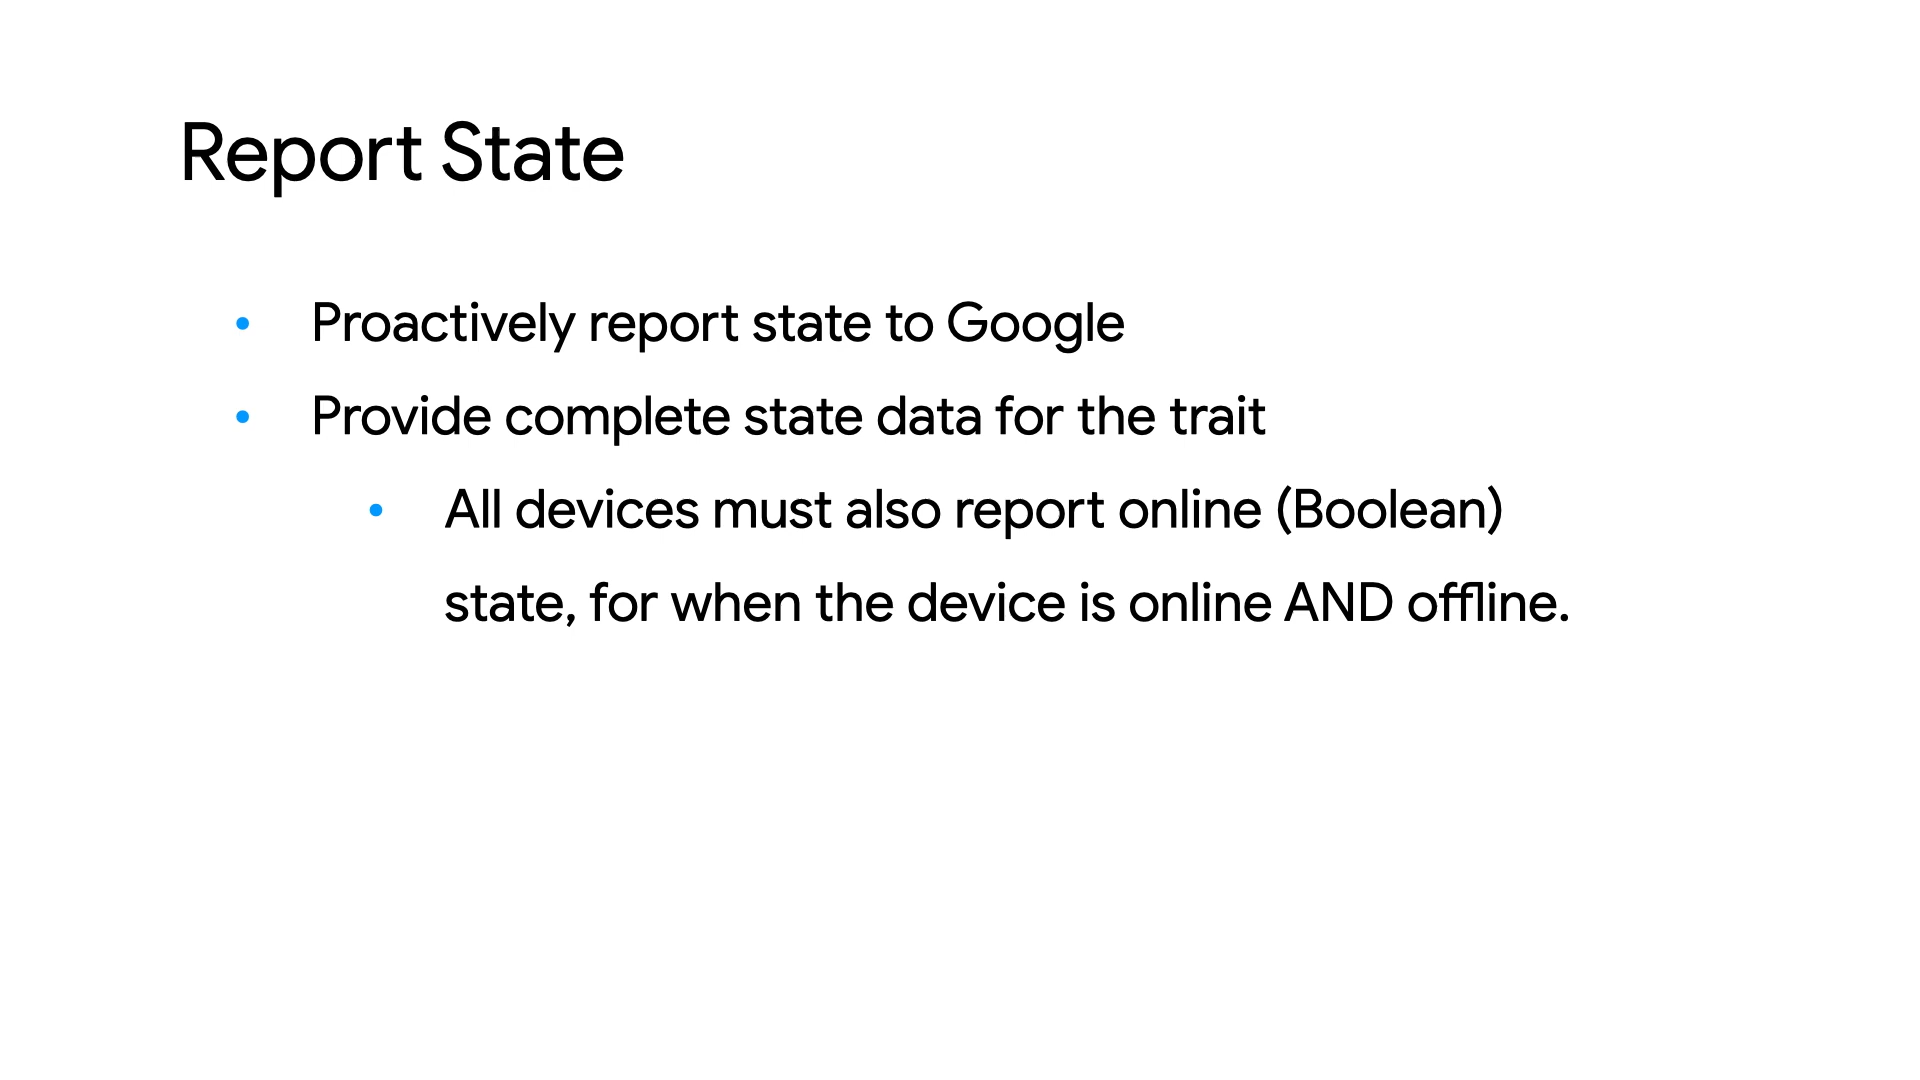 Report State
• Proactively report state to Google
• Provide complete state data for the trait
• All devices must also report online (Boolean)
state, for when the device is online AND offline.